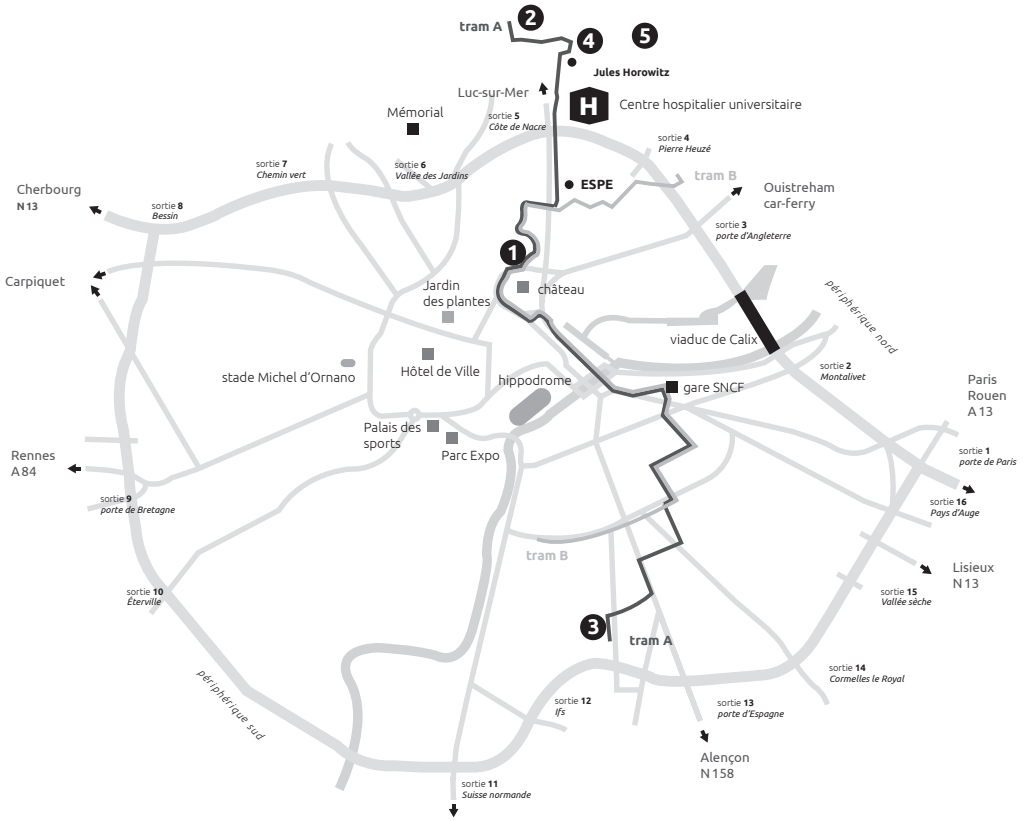 tram A
2
4
5
Jules Horowitz
Luc-sur-Mer
H
Centre hospitalier universitaire
Mémorial
sortie 5
Côte de Nacre
sortie 4
Pierre Heuzé
sortie 7
Chemin vert
sortie 6
Vallée des Jardins
tram B
ESPE
Cherbourg
N 13
Ouistreham
car-ferry
sortie 8
Bessin
sortie 3
porte d'Angleterre
1
Carpiquet
Jardin
des plantes
château
périphérique nord
viaduc de Calix
stade Michel d'Ornano
Hôtel de Ville
hippodrome
gare SNCF
sortie 2
Montalivet
Paris
Rouen
A 13
Palais des
sports
Parc Expo
Rennes
A 84
sortie 1
porte de Paris
sortie 9
porte de Bretagne
sortie 16
Pays d'Auge
tram B
Lisieux
N 13
sortie 10
Éterville
sortie 15
Vallée sèche
3
tram A
sortie 14
Cormelles le Royal
périphérique sud
sortie 12
Ifs
sortie 13
porte d'Espagne
Alençon
N 158
sortie 11
Suisse normande